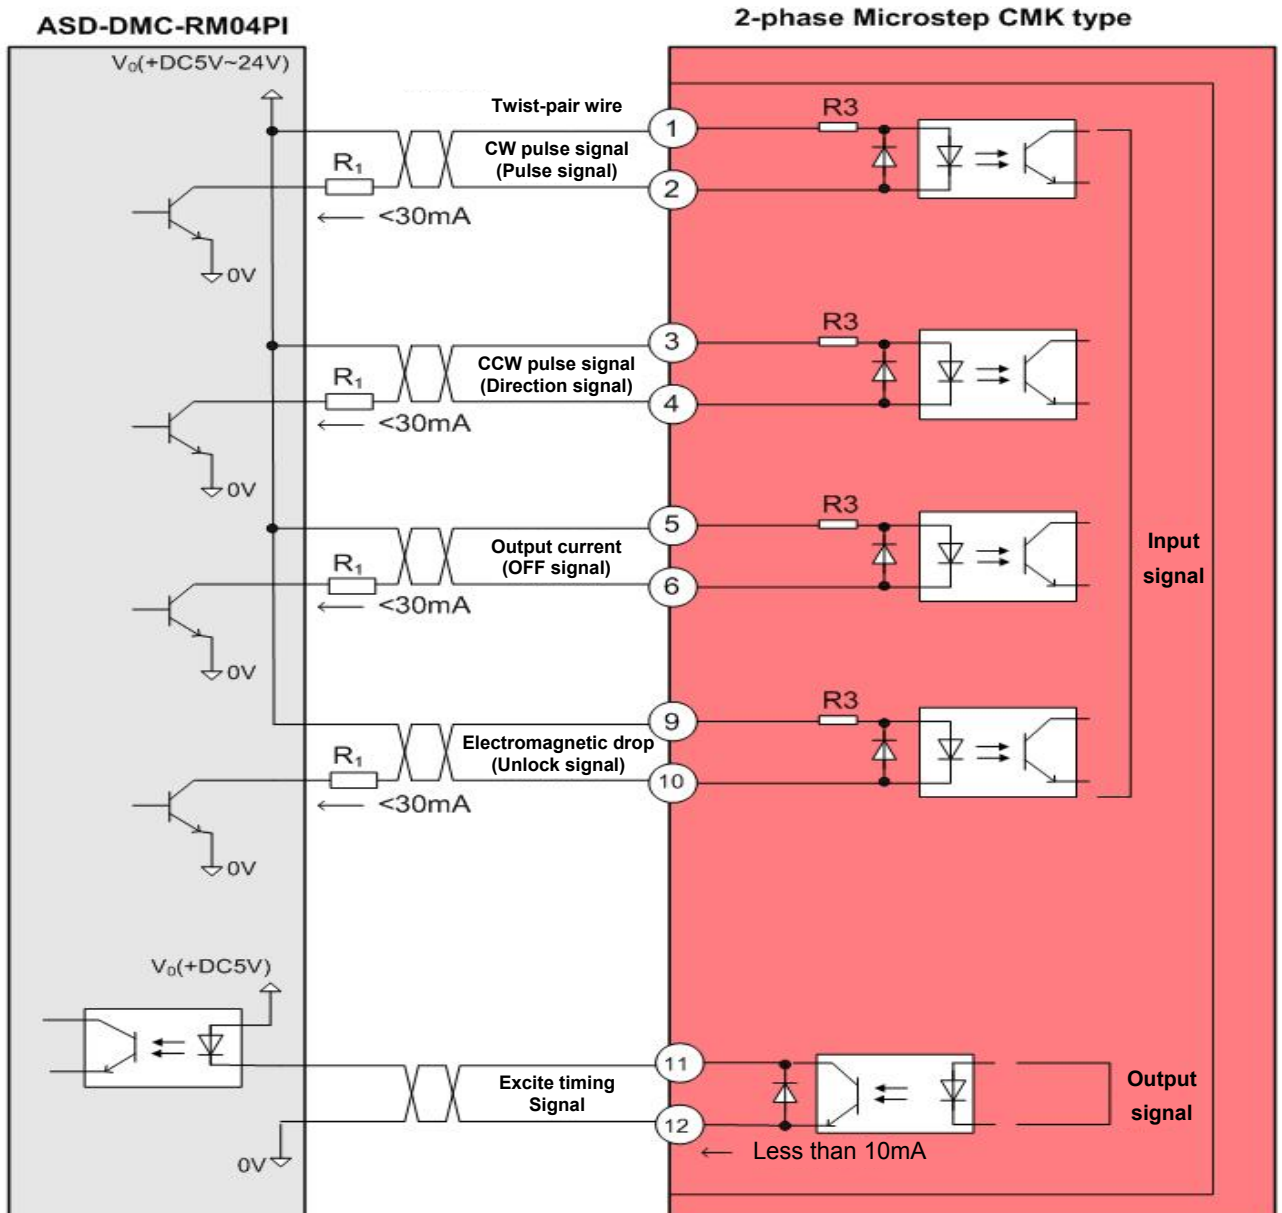 ASD-DMC-RM04PI
2-phase Microstep CMK type
V₀(+DC5V~24V)
Twist-pair wire
1
R3
CW pulse signal
(Pulse signal)
R₁
2
<30mA
0V
3
R3
CCW pulse signal
(Direction signal)
R₁
4
<30mA
0V
5
R3
Output current
(OFF signal)
R₁
6
<30mA
0V
Input
signal
9
R3
Electromagnetic drop
(Unlock signal)
R₁
10
<30mA
0V
V₀(+DC5V)
11
Excite timing
Signal
12
Output
signal
0V
Less than 10mA